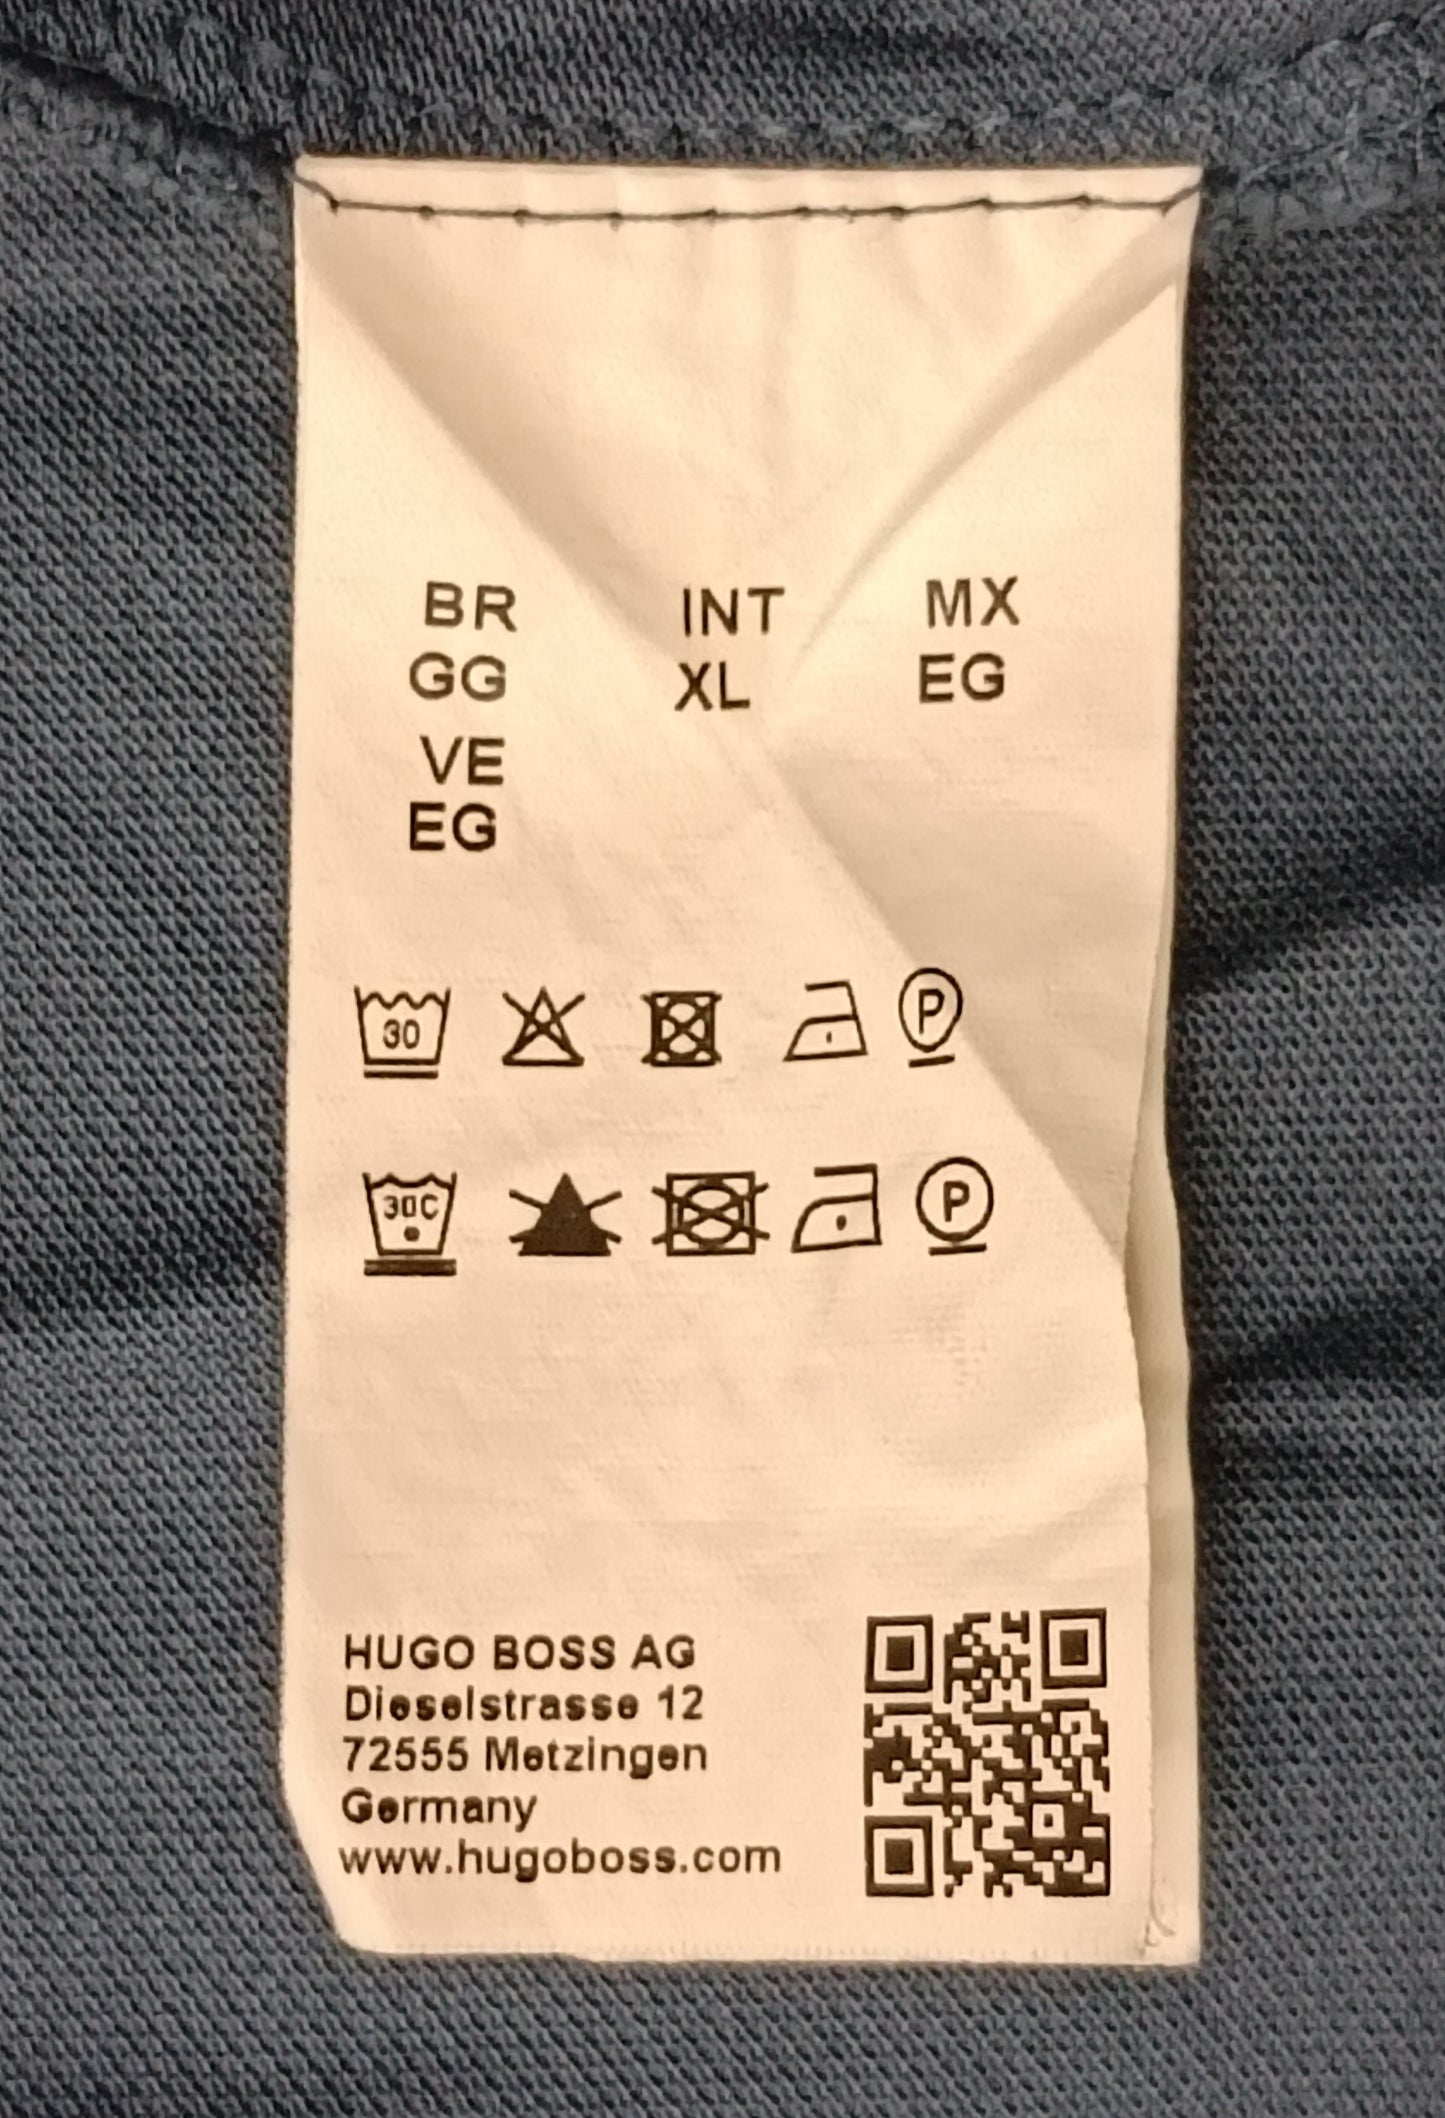 BR INT MX
GG XL EG
VE
EG
30 P
30C P
HUGO BOSS AG
Dieselstrasse 12
72555 Metzingen
Germany
www.hugoboss.com